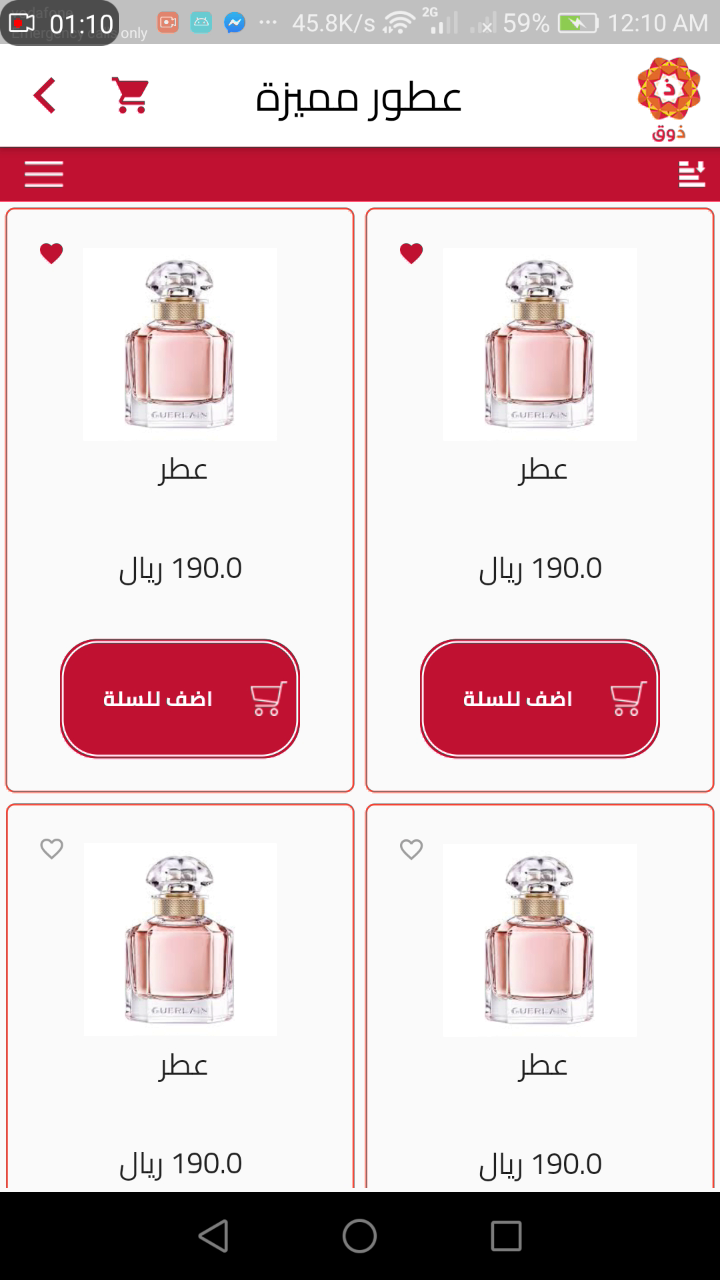 01:10
only
45.8K/s
2G
59%
12:10 AM
عطور مميزة
ذ
ذوق
GUERLAIN
GUERLAIN
عطر
عطر
190.0 ريال
190.0 ريال
اضف للسلة
اضف للسلة
GUERLAIN
GUERLAIN
عطر
عطر
190.0 ريال
190.0 ريال